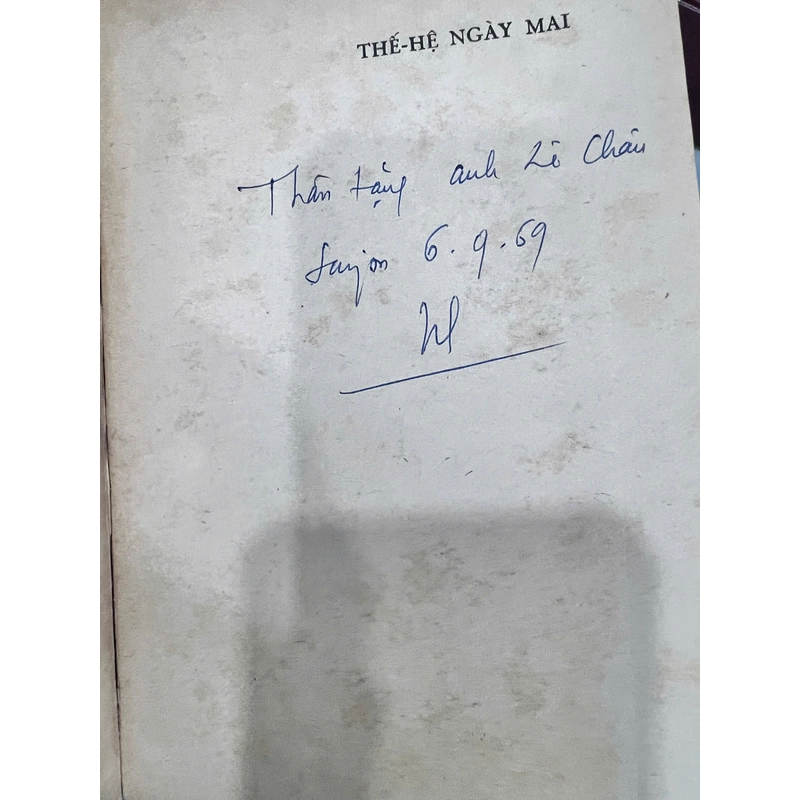 THẾ-HỆ NGÀY MAI
Thân tặng anh Lê Châu
Saigon 6.9.69